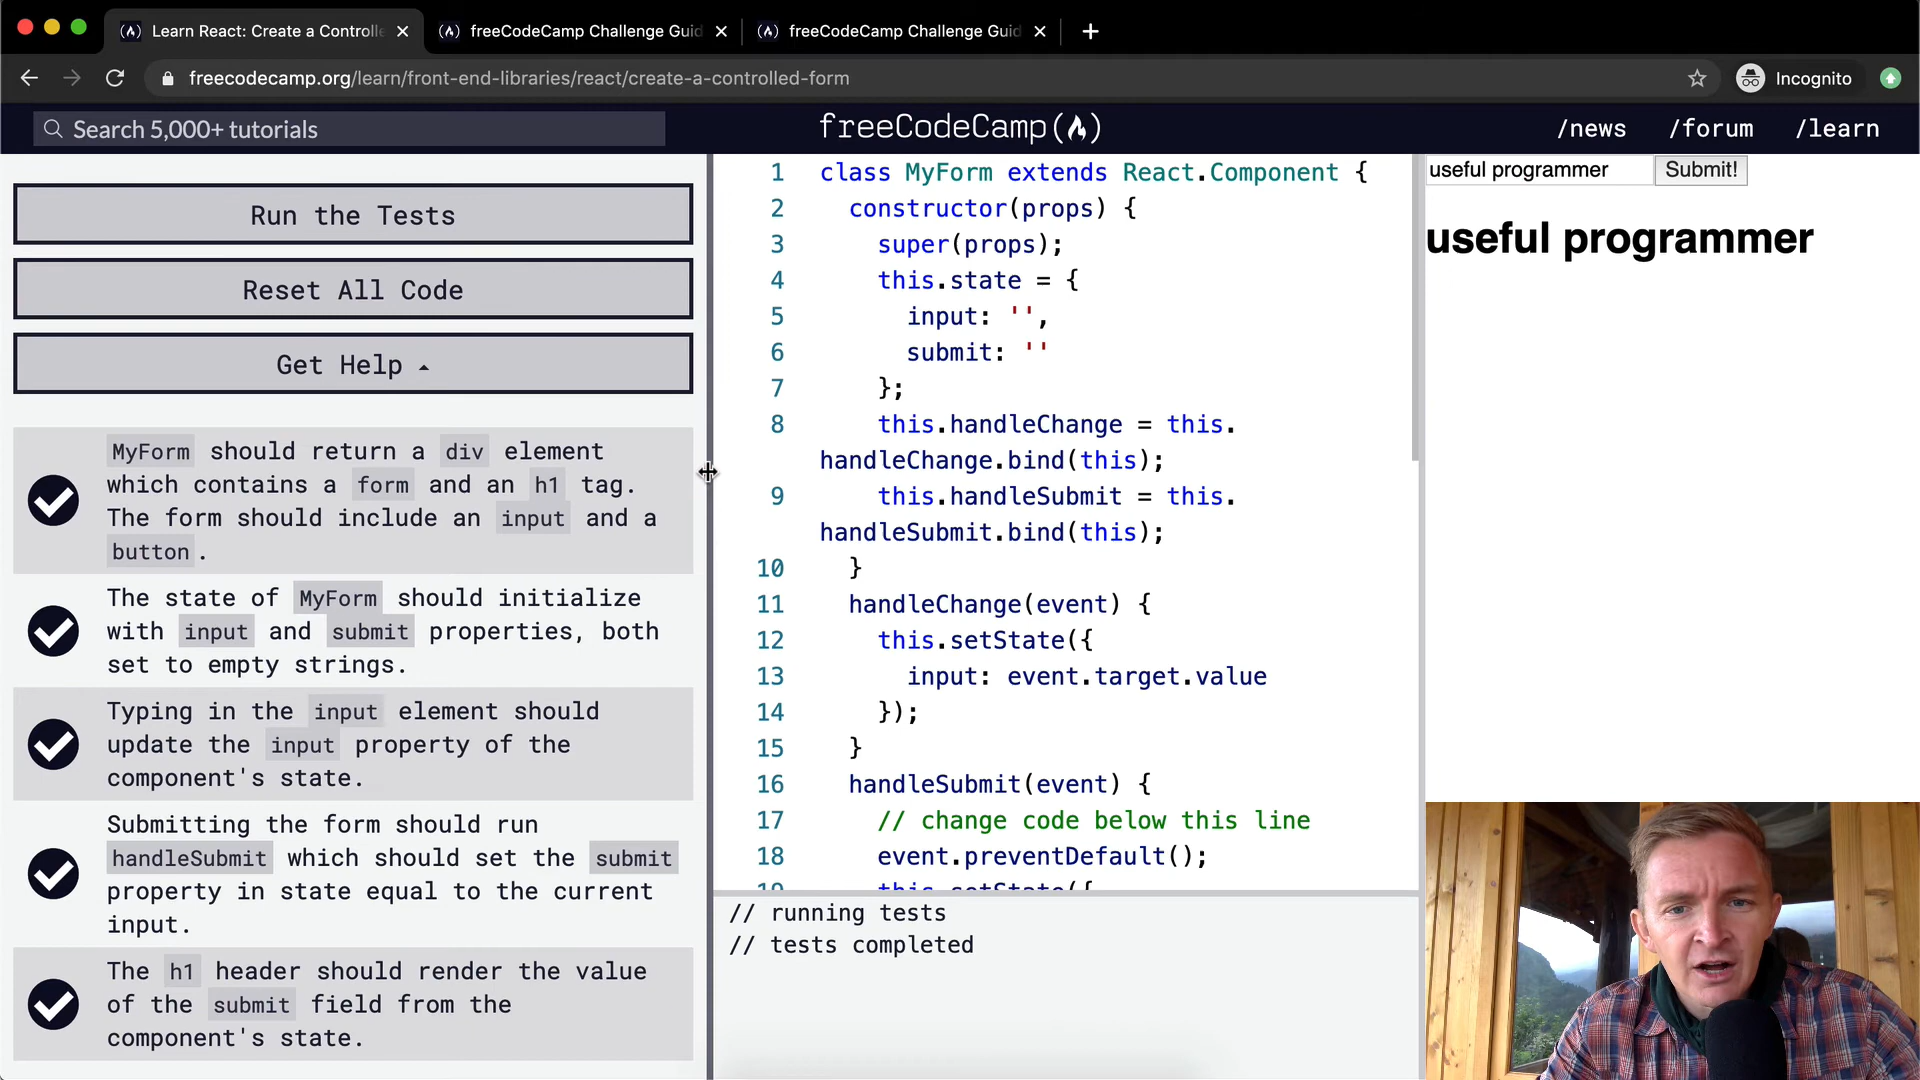 Learn React: Create a Controlle
freeCodeCamp Challenge Guid
freeCodeCamp Challenge Guid
freecodecamp.org/learn/front-end-libraries/react/create-a-controlled-form
Incognito
Search 5,000+ tutorials
freeCodeCamp
/news
/forum
/learn
Run the Tests
Reset All Code
Get Help
MyForm should return a div element
which contains a form and an h1 tag.
The form should include an input and a
button.
The state of MyForm should initialize
with input and submit properties, both
set to empty strings.
Typing in the input element should
update the input property of the
component's state.
Submitting the form should run
handleSubmit which should set the submit
property in state equal to the current
input.
The h1 header should render the value
of the submit field from the
component's state.
1 class MyForm extends React.Component {
2 constructor(props) {
3 super(props);
4 this.state = {
5 input: '',
6 submit: ''
7 };
8 this.handleChange = this.
handleChange.bind(this);
9 this.handleSubmit = this.
handleSubmit.bind(this);
10 }
11 handleChange(event) {
12 this.setState({
13 input: event.target.value
14 });
15 }
16 handleSubmit(event) {
17 // change code below this line
18 event.preventDefault();
19 this.setState({
// running tests
// tests completed
useful programmer
Submit!
useful programmer